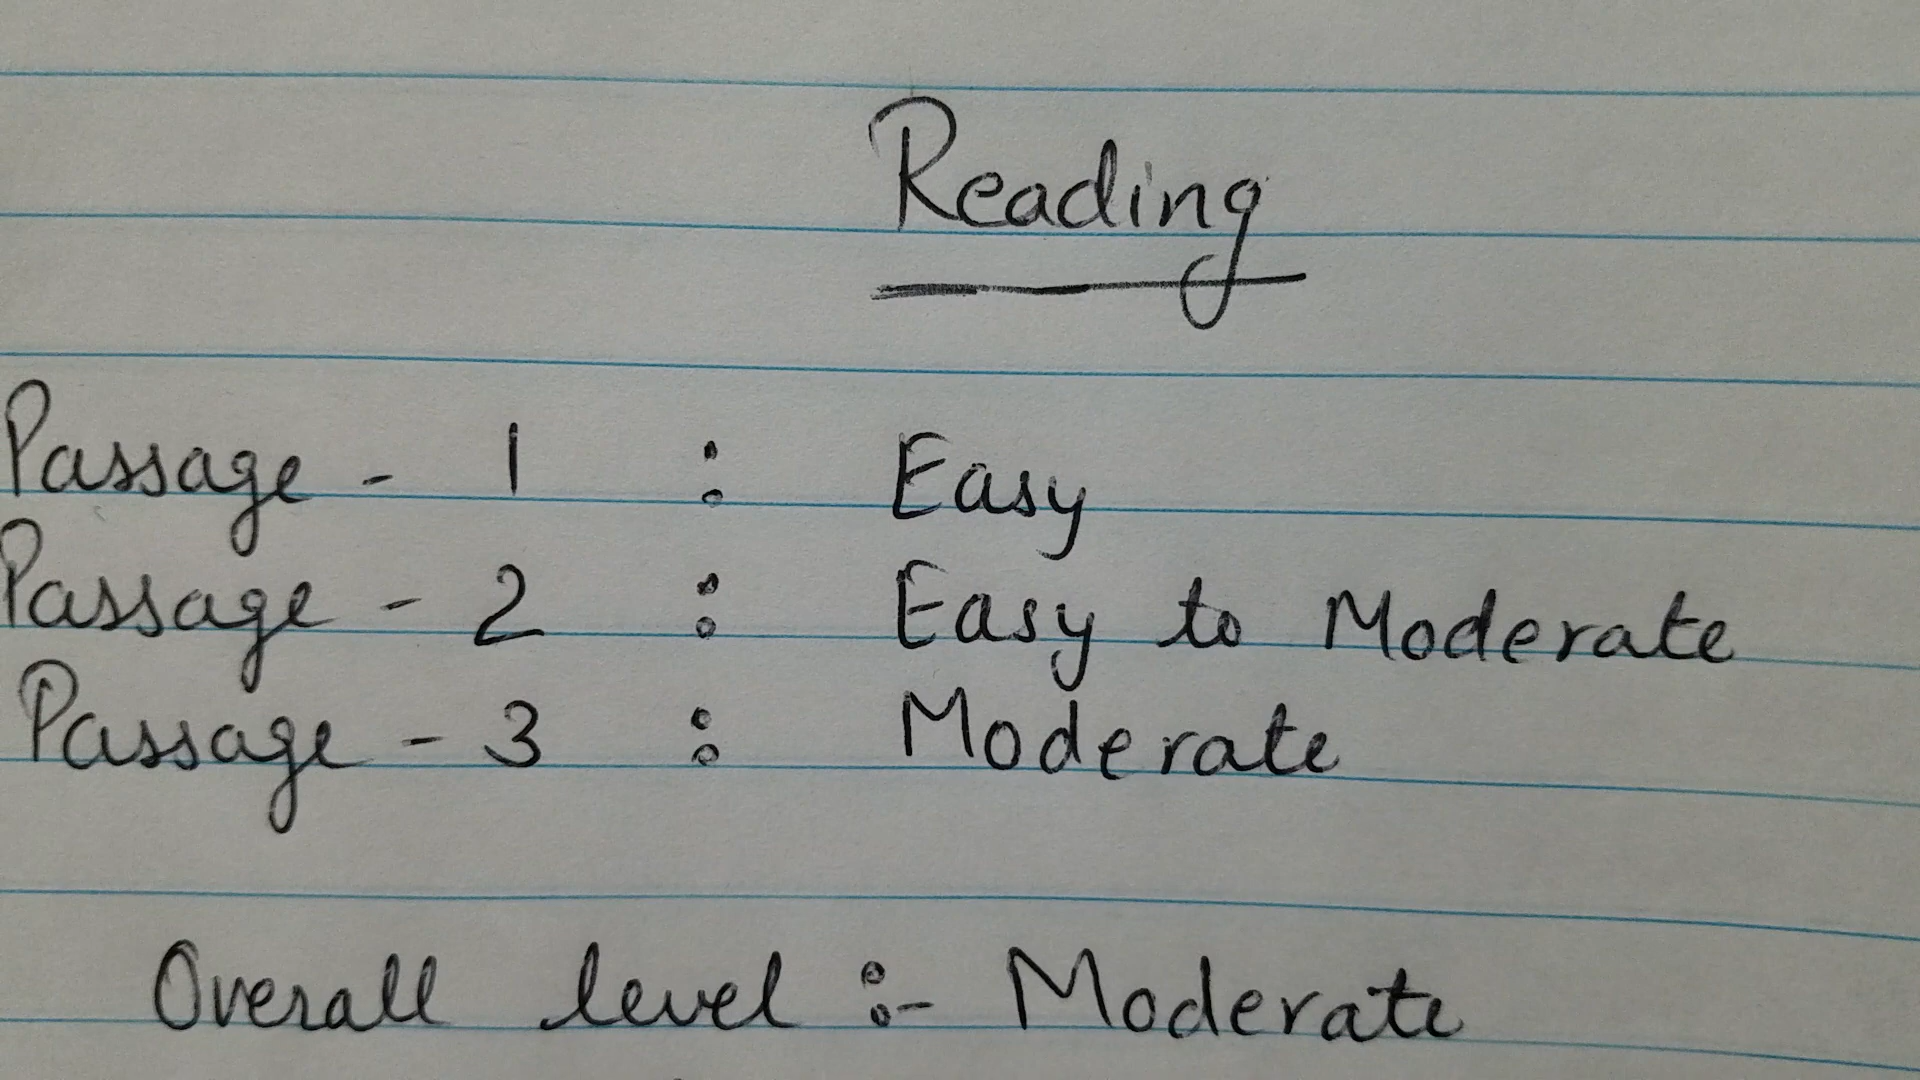 Reading
Passage - 1 : Easy
Passage - 2 : Easy to Moderate
Passage - 3 : Moderate
Overall level :- Moderate